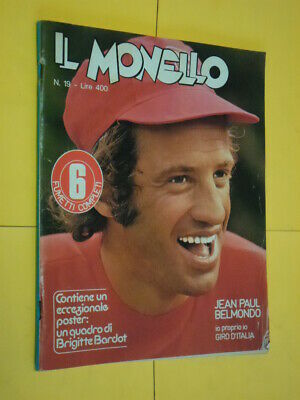 IL MONELLO
N. 19 - Lire 400
6
FUMETTI COMPLETI
Contiene un
eccezionale
poster:
un quadro di
Brigitte Bardot
JEAN PAUL
BELMONDO
io proprio io
GIRO D'ITALIA